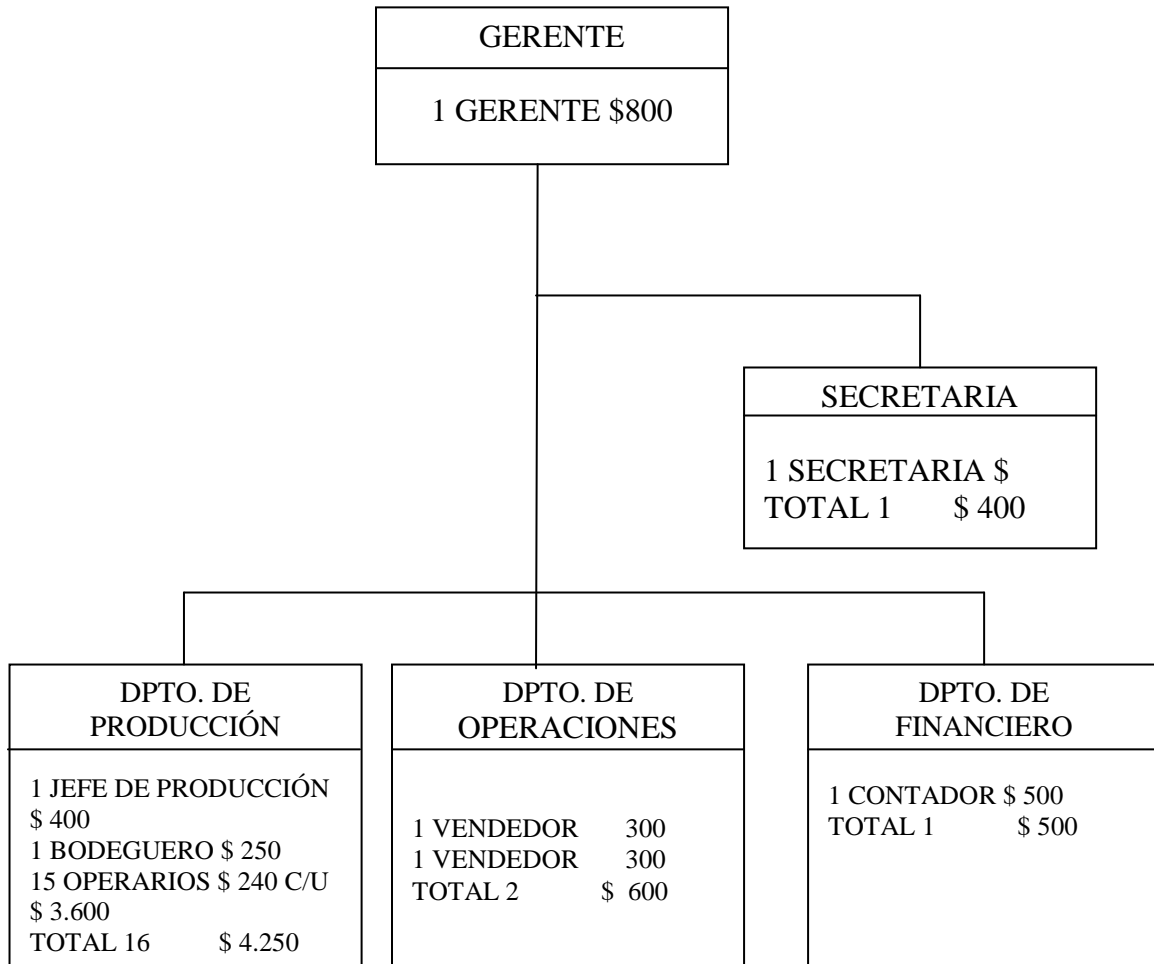 GERENTE
1 GERENTE $800
SECRETARIA
1 SECRETARIA $
TOTAL 1 $ 400
DPTO. DE
PRODUCCIÓN
1 JEFE DE PRODUCCIÓN
$ 400
1 BODEGUERO $ 250
15 OPERARIOS $ 240 C/U
$ 3.600
TOTAL 16 $ 4.250
DPTO. DE
OPERACIONES
1 VENDEDOR 300
1 VENDEDOR 300
TOTAL 2 $ 600
DPTO. DE
FINANCIERO
1 CONTADOR $ 500
TOTAL 1 $ 500